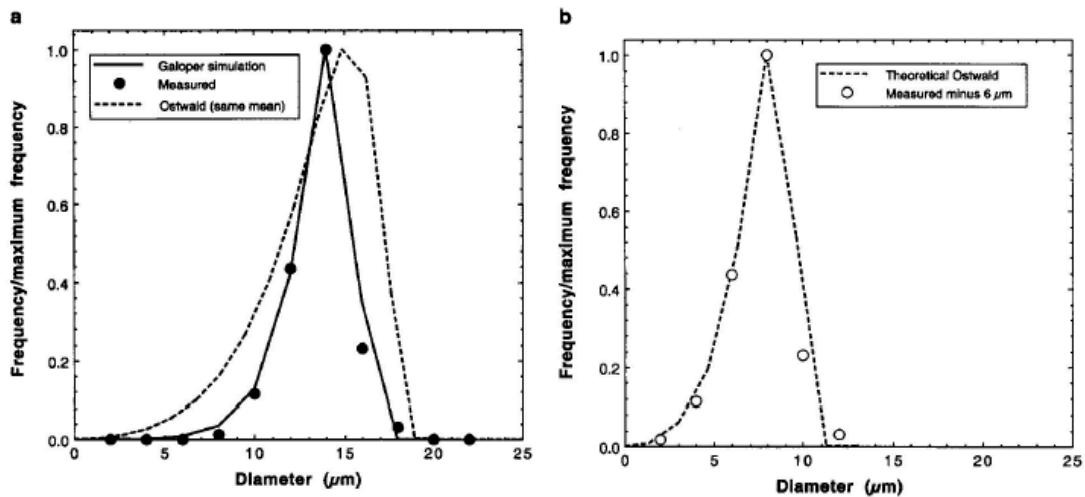 a
Galoper simulation
Measured
Ostwald (same mean)
1.0
0.8
0.6
0.4
0.2
0.0
Frequency/maximum frequency
0
5
10
15
20
25
Diameter (μm)
b
Theoretical Ostwald
Measured minus 6 μm
1.0
0.8
0.6
0.4
0.2
0.0
Frequency/maximum frequency
0
5
10
15
20
25
Diameter (μm)